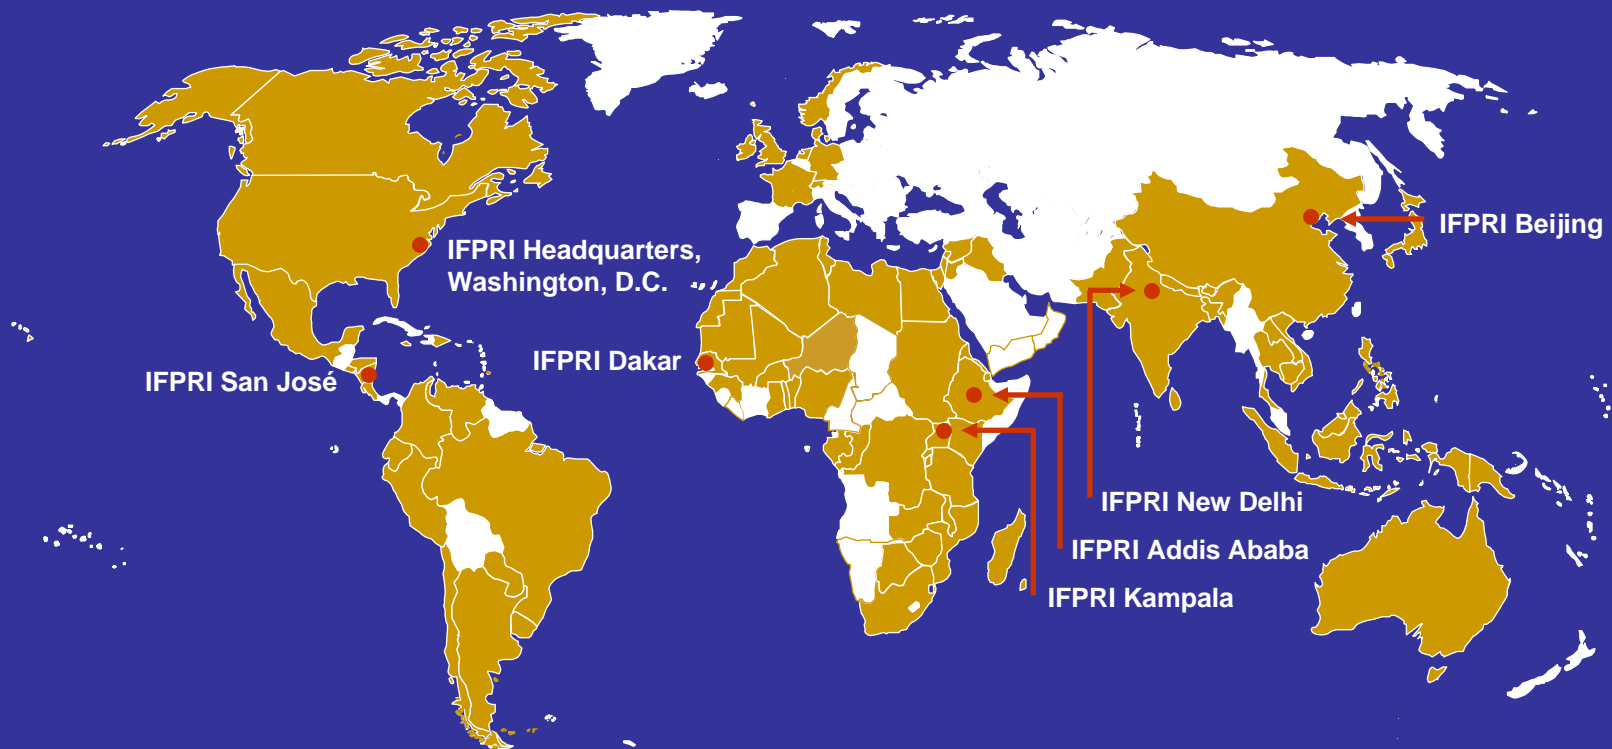 IFPRI Beijing
IFPRI Headquarters,
Washington, D.C.
IFPRI Dakar
IFPRI San José
IFPRI New Delhi
IFPRI Addis Ababa
IFPRI Kampala